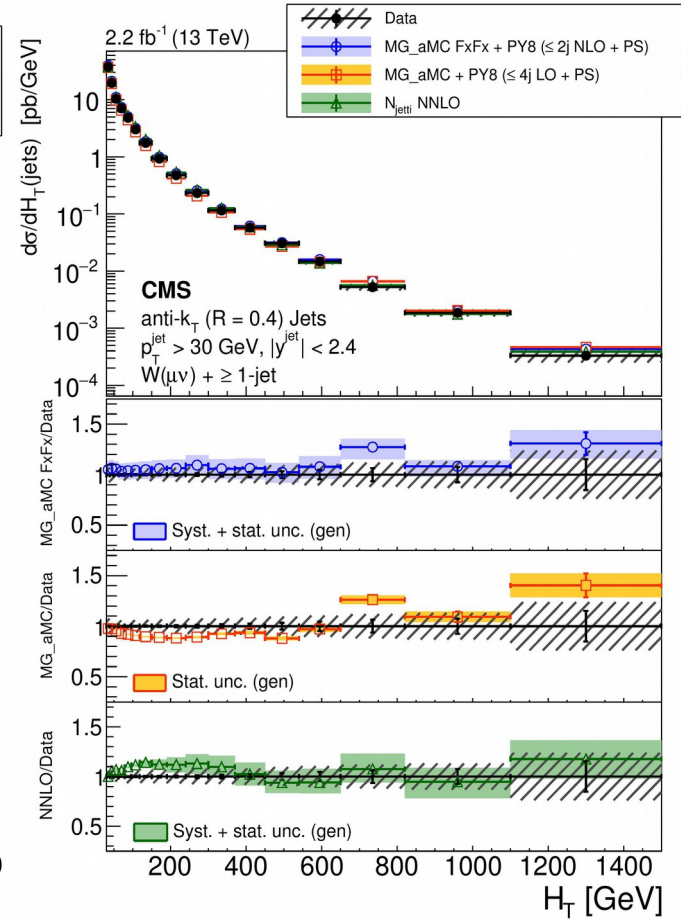 2.2 fb⁻¹ (13 TeV)
Data
MG_aMC FxFx + PY8 (≤ 2j NLO + PS)
MG_aMC + PY8 (≤ 4j LO + PS)
N_jetti NNLO
dσ/dH_T(jets) [pb/GeV]
10
1
10⁻¹
10⁻²
10⁻³
10⁻⁴
CMS
anti-k_T (R = 0.4) Jets
p_T^jet > 30 GeV, |y^jet| < 2.4
W(μν) + ≥ 1-jet
MG_aMC FxFx/Data
1.5
1
0.5
Syst. + stat. unc. (gen)
MG_aMC/Data
1.5
1
0.5
Stat. unc. (gen)
NNLO/Data
1.5
1
0.5
Syst. + stat. unc. (gen)
200 400 600 800 1000 1200 1400
H_T [GeV]